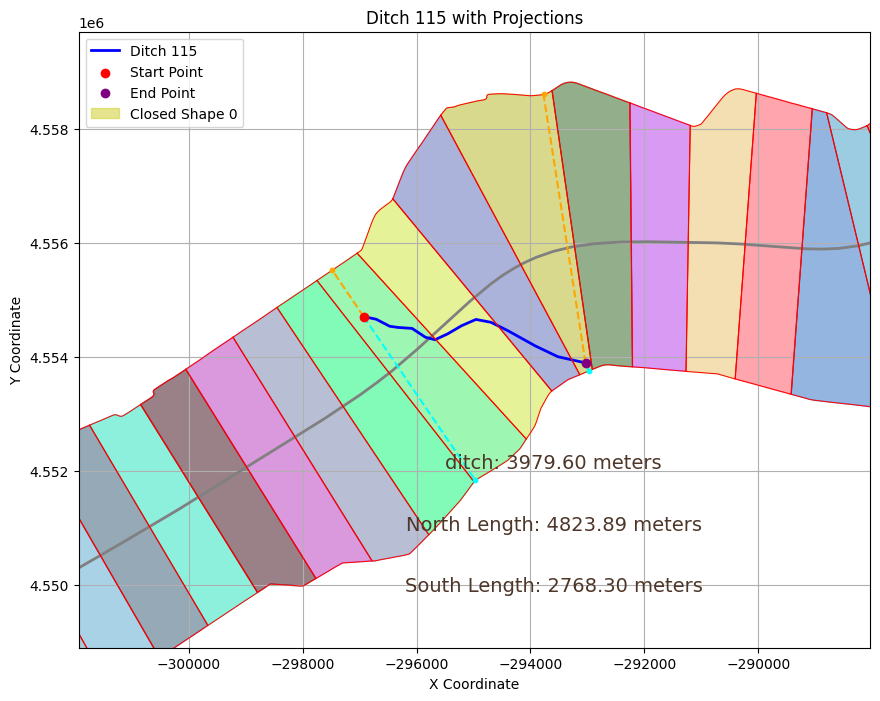 Ditch 115 with Projections
1e6
Ditch 115
Start Point
End Point
Closed Shape 0
4.558
4.556
4.554
4.552
4.550
Y Coordinate
ditch: 3979.60 meters
North Length: 4823.89 meters
South Length: 2768.30 meters
−300000 −298000 −296000 −294000 −292000 −290000
X Coordinate